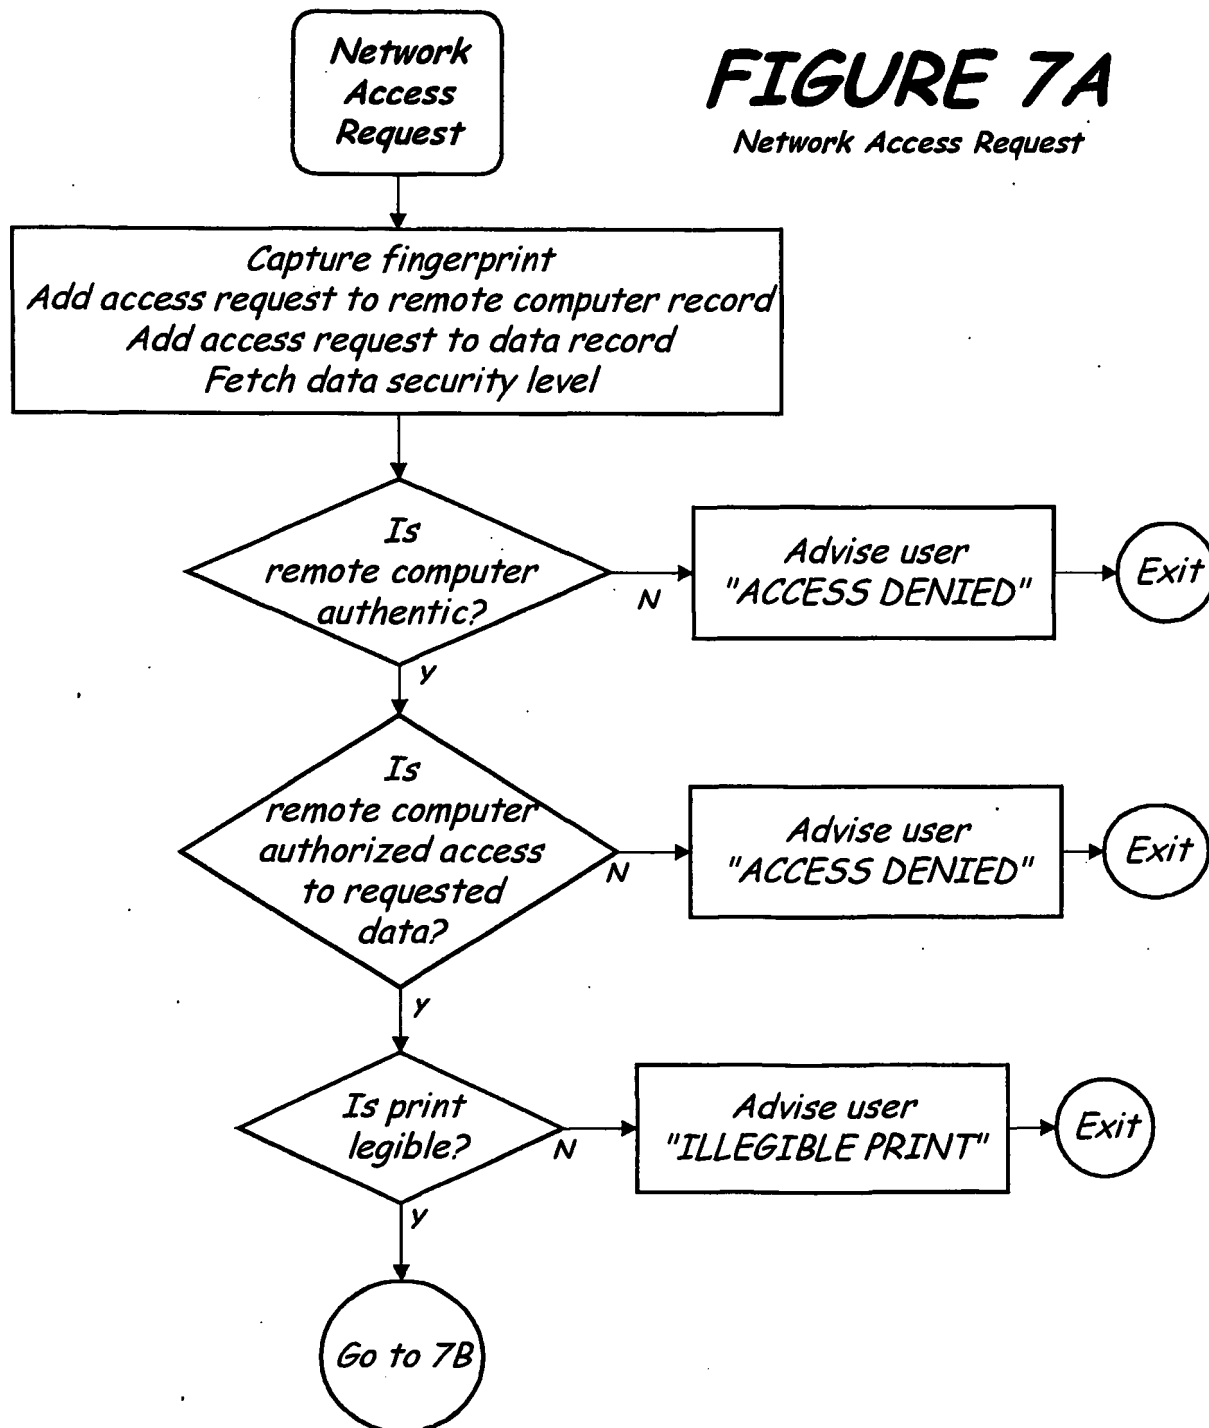 Network
Access
Request
FIGURE 7A
Network Access Request
Capture fingerprint
Add access request to remote computer record
Add access request to data record
Fetch data security level
Is
remote computer
authentic?
N
Advise user
"ACCESS DENIED"
Exit
Y
Is
remote computer
authorized access
to requested
data?
N
Advise user
"ACCESS DENIED"
Exit
Y
Is print
legible?
N
Advise user
"ILLEGIBLE PRINT"
Exit
Y
Go to 7B